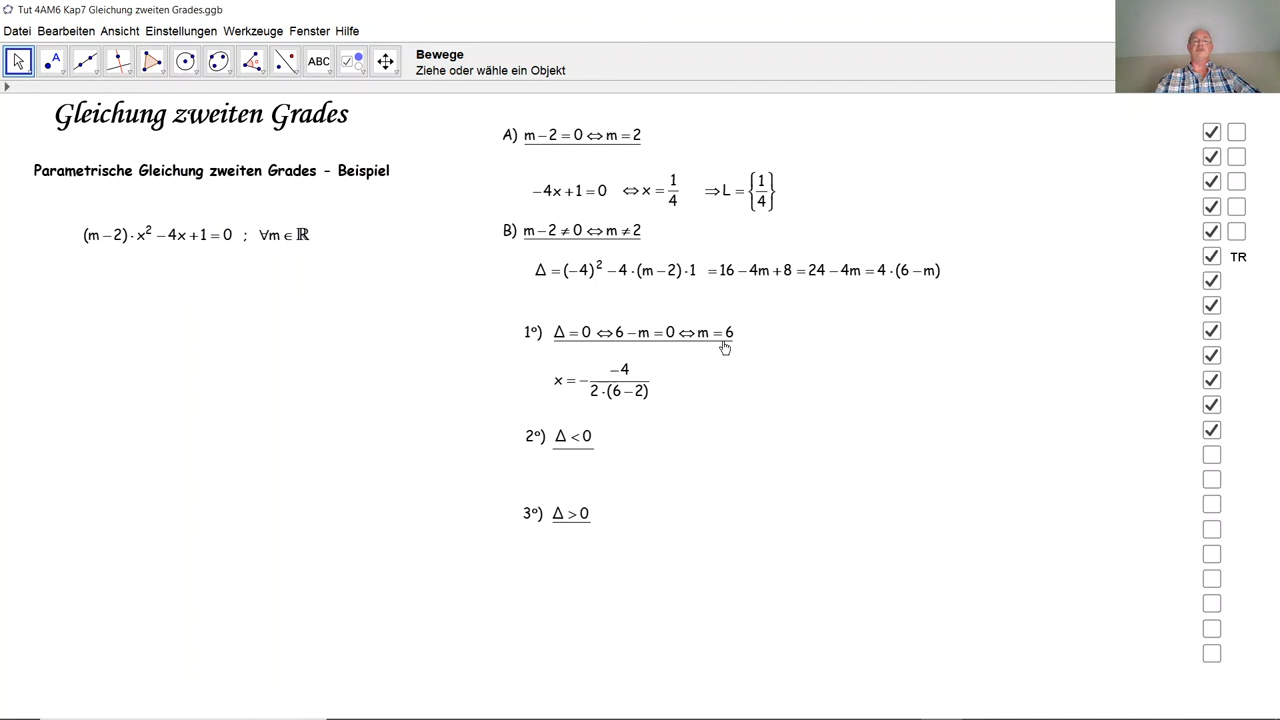 Tut 4AM6 Kap7 Gleichung zweiten Grades.ggb
Datei Bearbeiten Ansicht Einstellungen Werkzeuge Fenster Hilfe
A
ABC
Bewege
Ziehe oder wähle ein Objekt
Gleichung zweiten Grades
Parametrische Gleichung zweiten Grades - Beispiel
(m−2)·x² −4x+1=0 ; ∀m∈ℝ
A) m−2=0⇔m=2
−4x+1=0 ⇔x=1/4 ⇒L={1/4}
B) m−2≠0⇔m≠2
Δ=(−4)²−4·(m−2)·1 =16−4m+8=24−4m=4·(6−m)
1°) Δ=0⇔6−m=0⇔m=6
x=−−4/2·(6−2)
2°) Δ<0
3°) Δ>0
TR